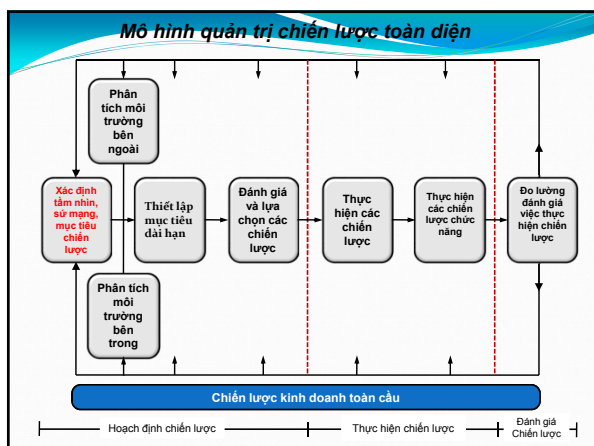 Mô hình quản trị chiến lược toàn diện
Phân
tích môi
trường bên
ngoài
Xác định
tầm nhìn,
sứ mạng,
mục tiêu
chiến
lược
Thiết lập
mục tiêu
dài hạn
Đánh giá
và lựa
chọn các
chiến
lược
Thực
hiện các
chiến
lược
Thực hiện
các chiến
lược chức
năng
Đo lường
đánh giá
việc thực
hiện chiến
lược
Phân tích
môi
trường
bên
trong
Chiến lược kinh doanh toàn cầu
Hoạch định chiến lược
Thực hiện chiến lược
Đánh giá
Chiến lược